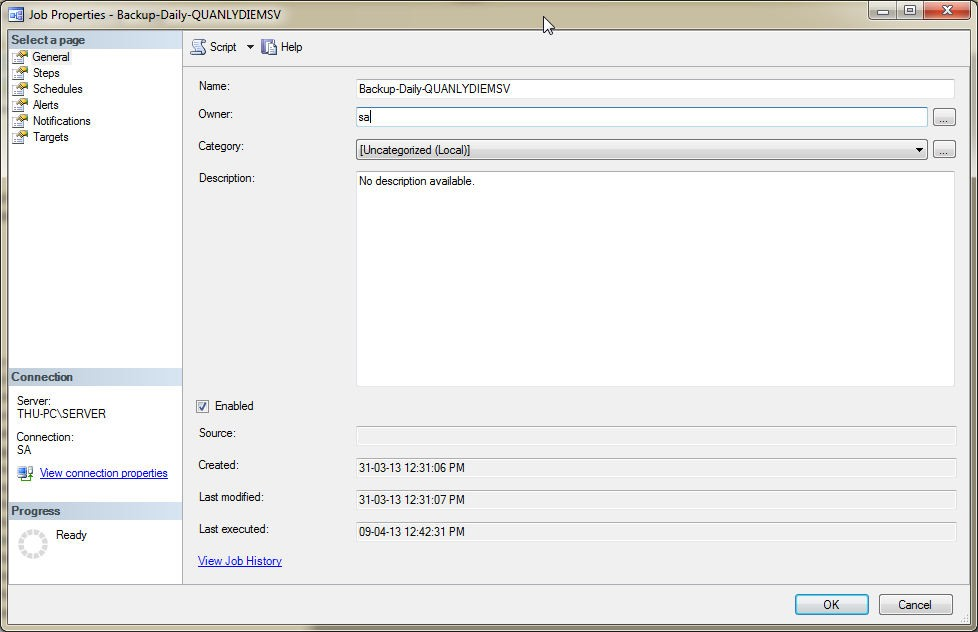 Job Properties - Backup-Daily-QUANLYDIEMSV
Select a page
General
Steps
Schedules
Alerts
Notifications
Targets
Script Help
Name: Backup-Daily-QUANLYDIEMSV
Owner: sa ...
Category: [Uncategorized (Local)] ...
Description: No description available.
Enabled
Source:
Created: 31-03-13 12:31:06 PM
Last modified: 31-03-13 12:31:07 PM
Last executed: 09-04-13 12:42:31 PM
View Job History
Connection
Server:
THU-PC\SERVER
Connection:
SA
View connection properties
Progress
Ready
OK Cancel